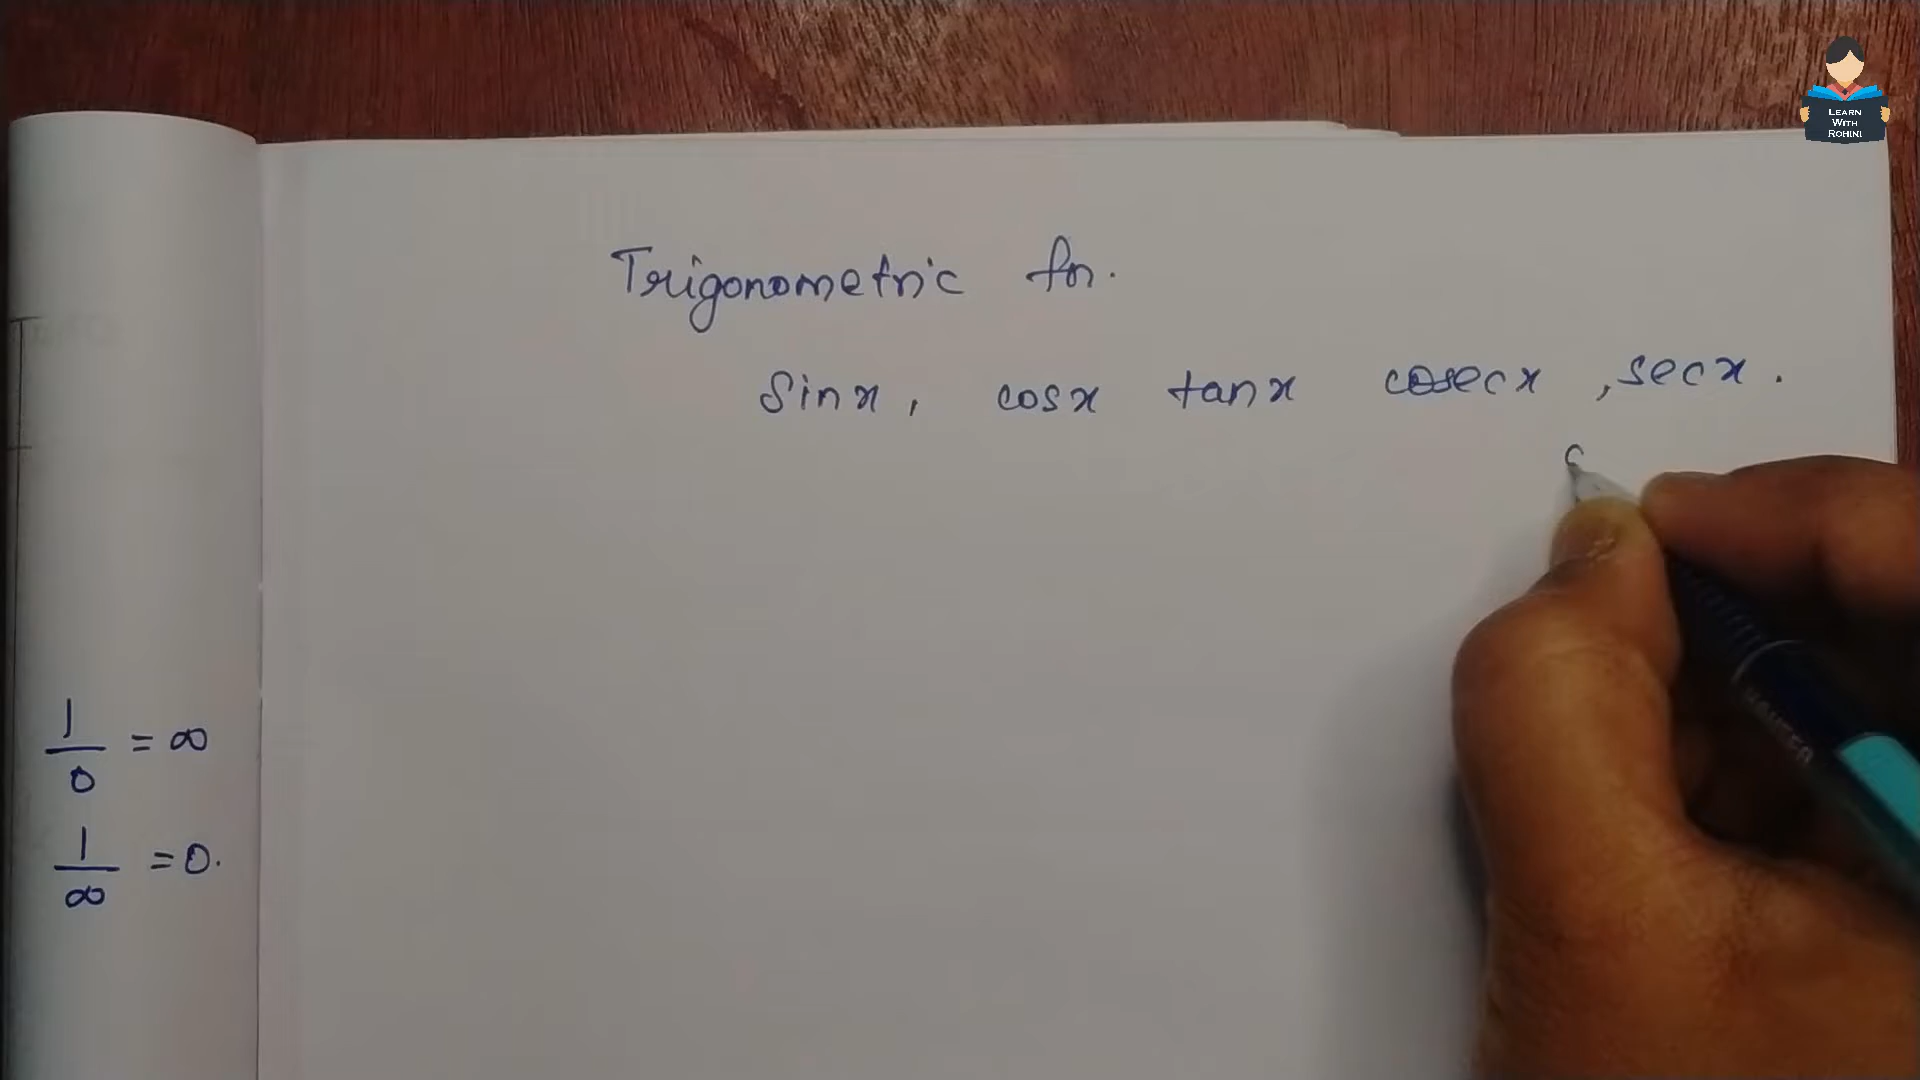 LEARN
WITH
ROHINI
Trigonometric fn.
Sinx, cosx tanx cosecx , secx .
c
1/0 = ∞
1/∞ = 0.